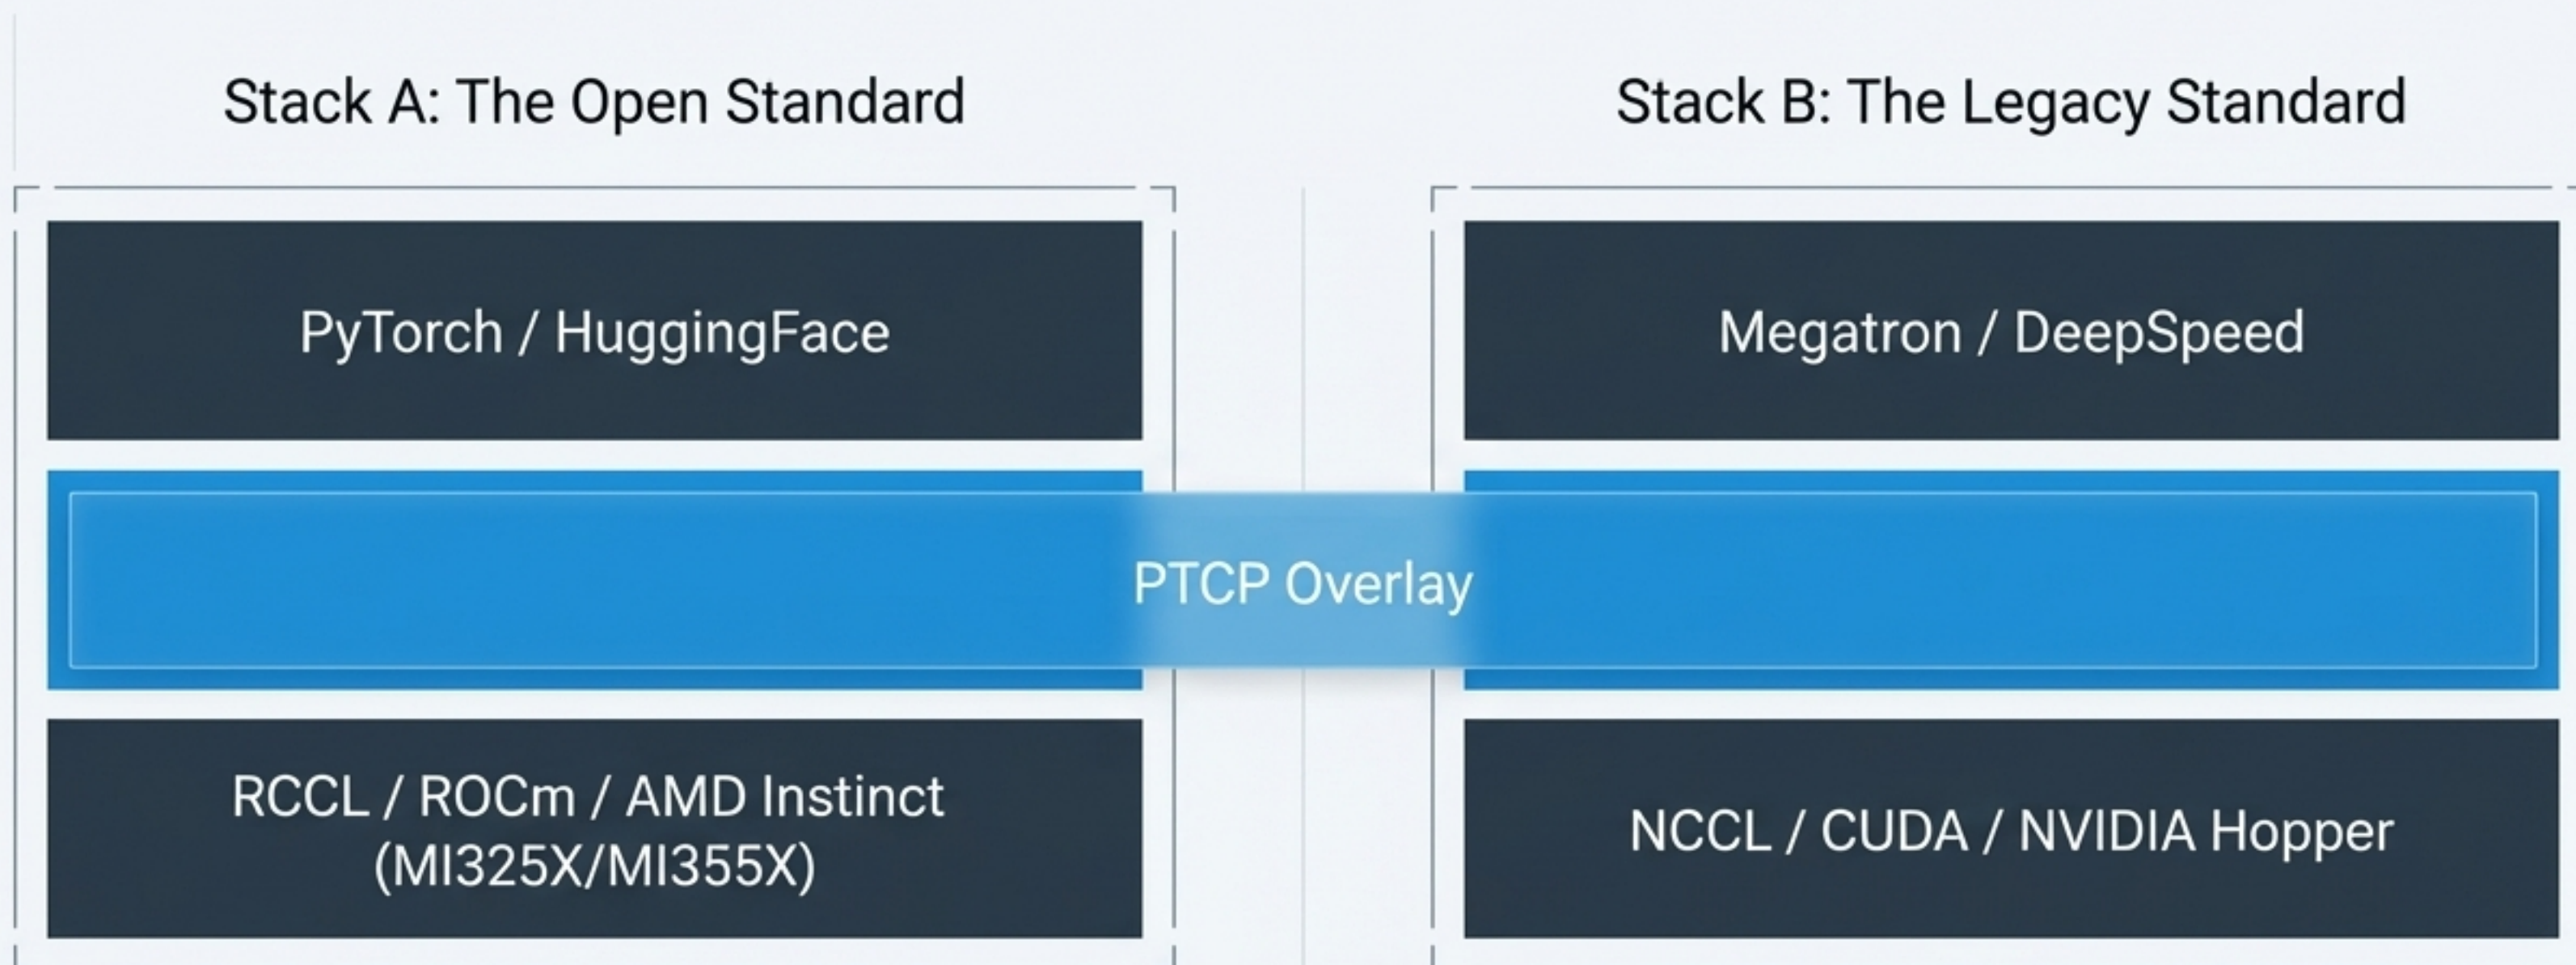 Stack A: The Open Standard
Stack B: The Legacy Standard
PyTorch / HuggingFace
Megatron / DeepSpeed
PTCP Overlay
RCCL / ROCm / AMD Instinct
(MI325X/MI355X)
NCCL / CUDA / NVIDIA Hopper